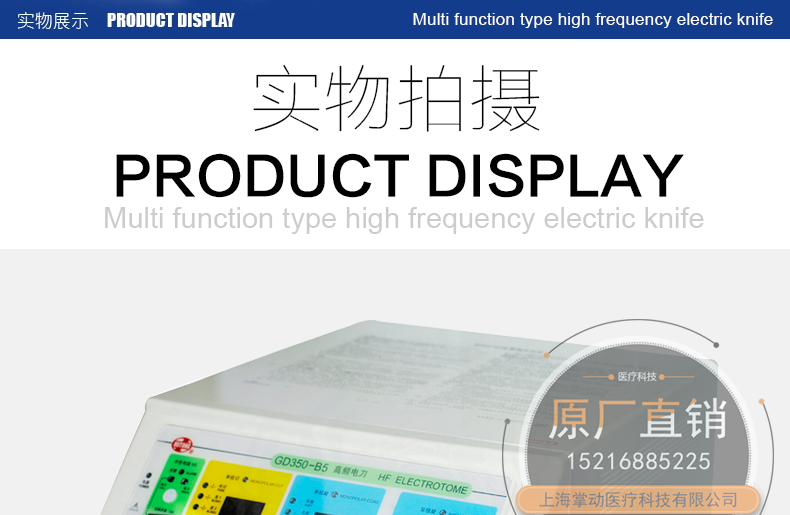 实物展示 PRODUCT DISPLAY Multi function type high frequency electric knife
实物拍摄
PRODUCT DISPLAY
Multi function type high frequency electric knife
医疗科技
原厂直销
15216885225
上海掌动医疗科技有限公司
GD350-B5 高频电刀 HF ELECTROTOME